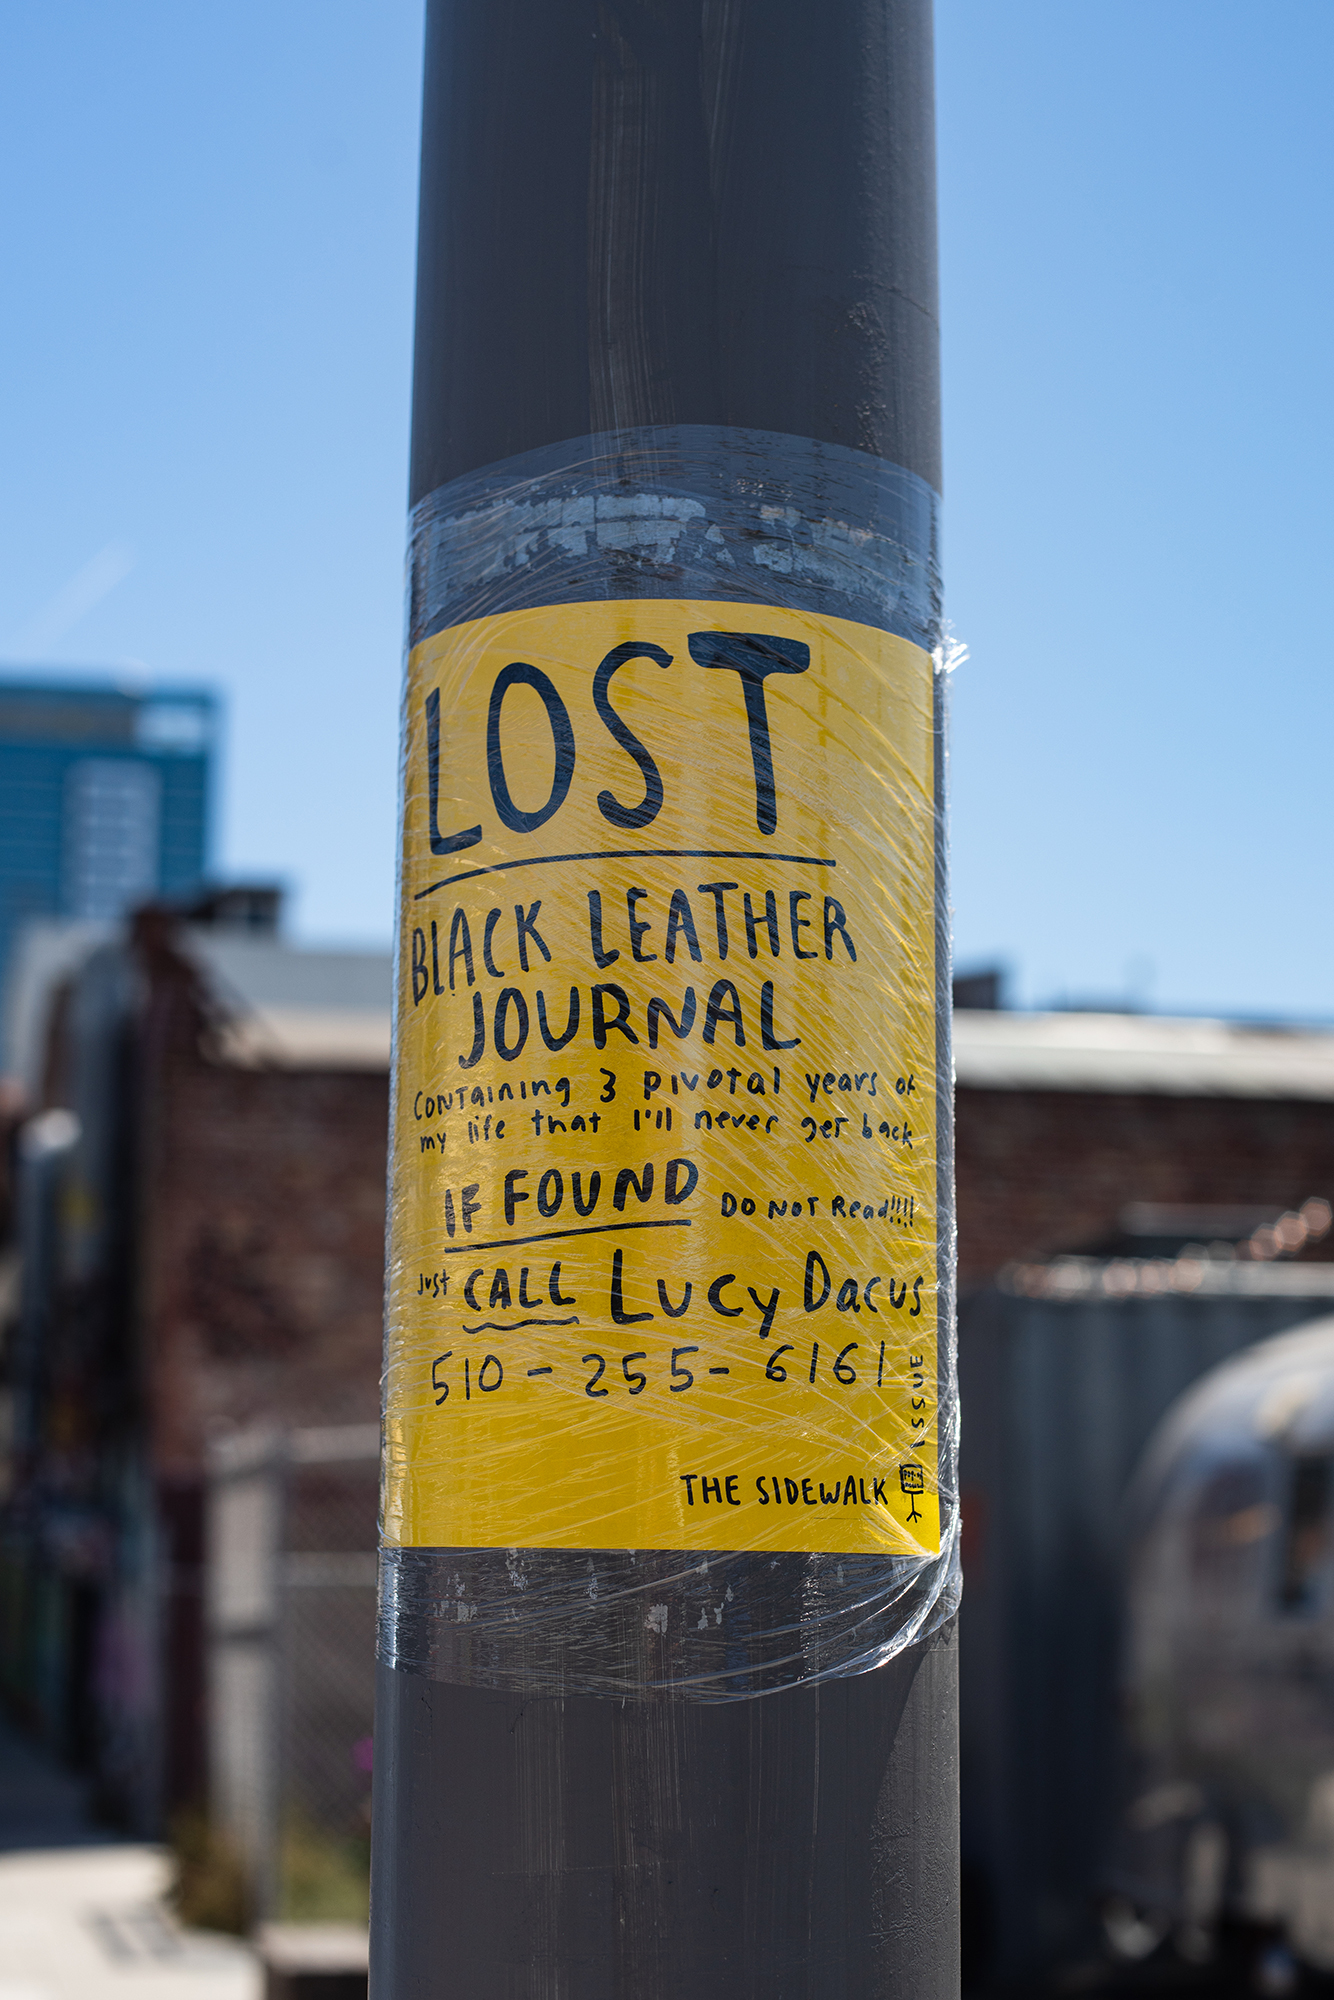 LOST
BLACK LEATHER
JOURNAL
Containing 3 pivotal years of
my life that I'll never get back
IF FOUND DO NOT Read!!!!
Just CALL Lucy Dacus
510-255-6161
THE SIDEWALK
ISSUE